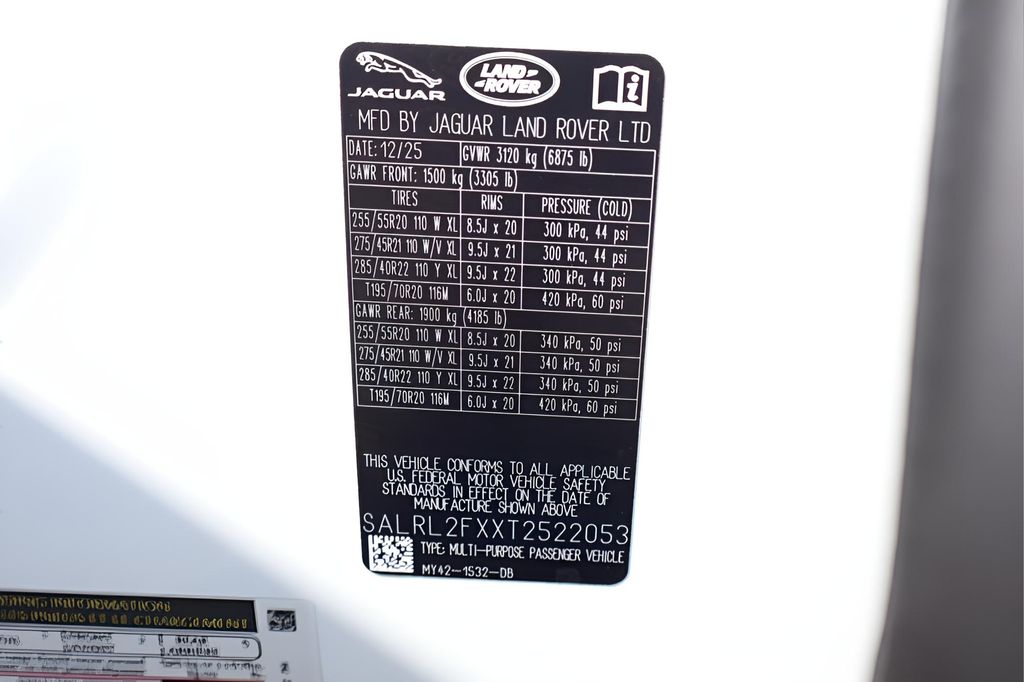 JAGUAR
LAND
ROVER
i
MFD BY JAGUAR LAND ROVER LTD
DATE: 12/25 GVWR 3120 kg (6875 lb)
GAWR FRONT: 1500 kg (3305 lb)
TIRES RIMS PRESSURE (COLD)
255/55R20 110 W XL 8.5J x 20 300 kPa, 44 psi
275/45R21 110 W/V XL 9.5J x 21 300 kPa, 44 psi
285/40R22 110 Y XL 9.5J x 22 300 kPa, 44 psi
T195/70R20 116M 6.0J x 20 420 kPa, 60 psi
GAWR REAR: 1900 kg (4185 lb)
255/55R20 110 W XL 8.5J x 20 340 kPa, 50 psi
275/45R21 110 W/V XL 9.5J x 21 340 kPa, 50 psi
285/40R22 110 Y XL 9.5J x 22 340 kPa, 50 psi
T195/70R20 116M 6.0J x 20 420 kPa, 60 psi
THIS VEHICLE CONFORMS TO ALL APPLICABLE
U.S. FEDERAL MOTOR VEHICLE SAFETY
STANDARDS IN EFFECT ON THE DATE OF
MANUFACTURE SHOWN ABOVE
SALRL2FXXT2522053
TYPE: MULTI-PURPOSE PASSENGER VEHICLE
MY42-1532-DB